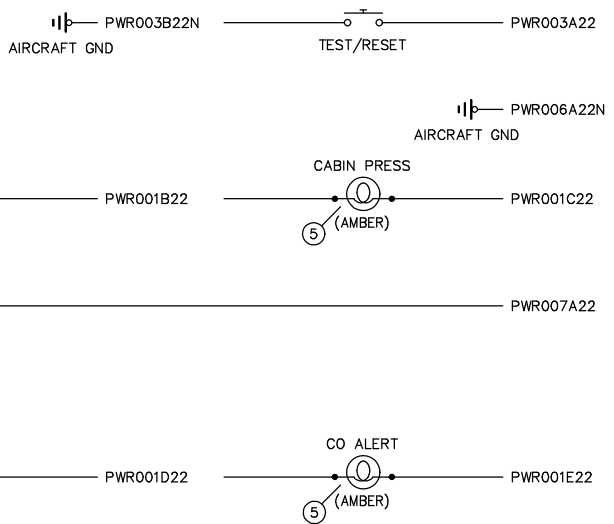 PWR003B22N
PWR003A22
AIRCRAFT GND
TEST/RESET
PWR006A22N
AIRCRAFT GND
CABIN PRESS
PWR001B22
PWR001C22
5
(AMBER)
PWR007A22
CO ALERT
PWR001D22
PWR001E22
5
(AMBER)